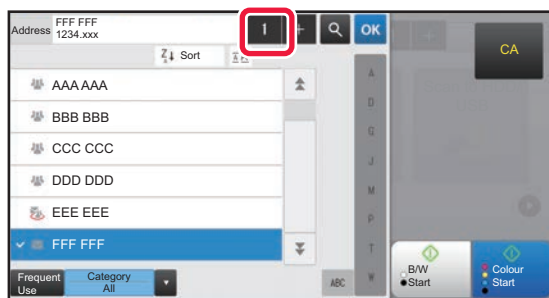 Address
FFF FFF
1234.xxx
1
+
OK
CA
Z A Sort
AAA AAA
BBB BBB
CCC CCC
DDD DDD
EEE EEE
FFF FFF
A
D
G
J
M
P
T
W
ABC
Frequent
Use
Category
All
B/W
Start
Colour
Start